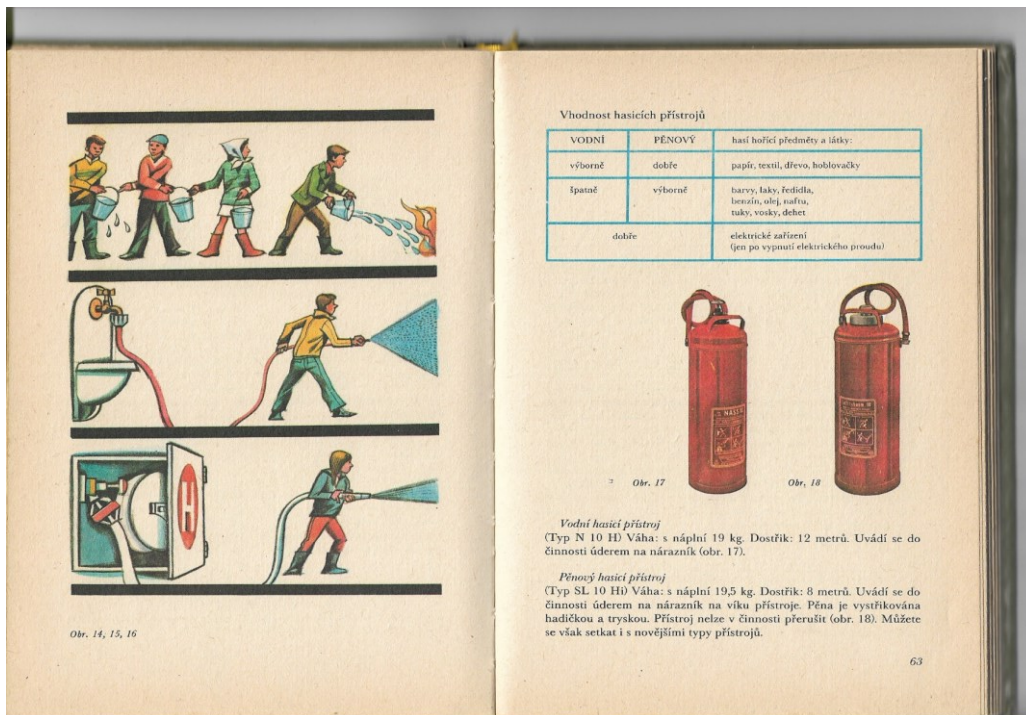 H
Obr. 14, 15, 16
Vhodnost hasicích přístrojů
VODNÍ PĚNOVÝ hasí hořící předměty a látky:
výborně dobře papír, textil, dřevo, hoblovačky
špatně výborně barvy, laky, ředidla,
benzín, olej, naftu,
tuky, vosky, dehet
dobře elektrické zařízení
(jen po vypnutí elektrického proudu)
NÁSS
Obr. 17 Obr. 18
Vodní hasicí přístroj
(Typ N 10 H) Váha: s náplní 19 kg. Dostřik: 12 metrů. Uvádí se do
činnosti úderem na nárazník (obr. 17).
Pěnový hasicí přístroj
(Typ SL 10 Hi) Váha: s náplní 19,5 kg. Dostřik: 8 metrů. Uvádí se do
činnosti úderem na nárazník na víku přístroje. Pěna je vystřikována
hadičkou a tryskou. Přístroj nelze v činnosti přerušit (obr. 18). Můžete
se však setkat i s novějšími typy přístrojů.
63